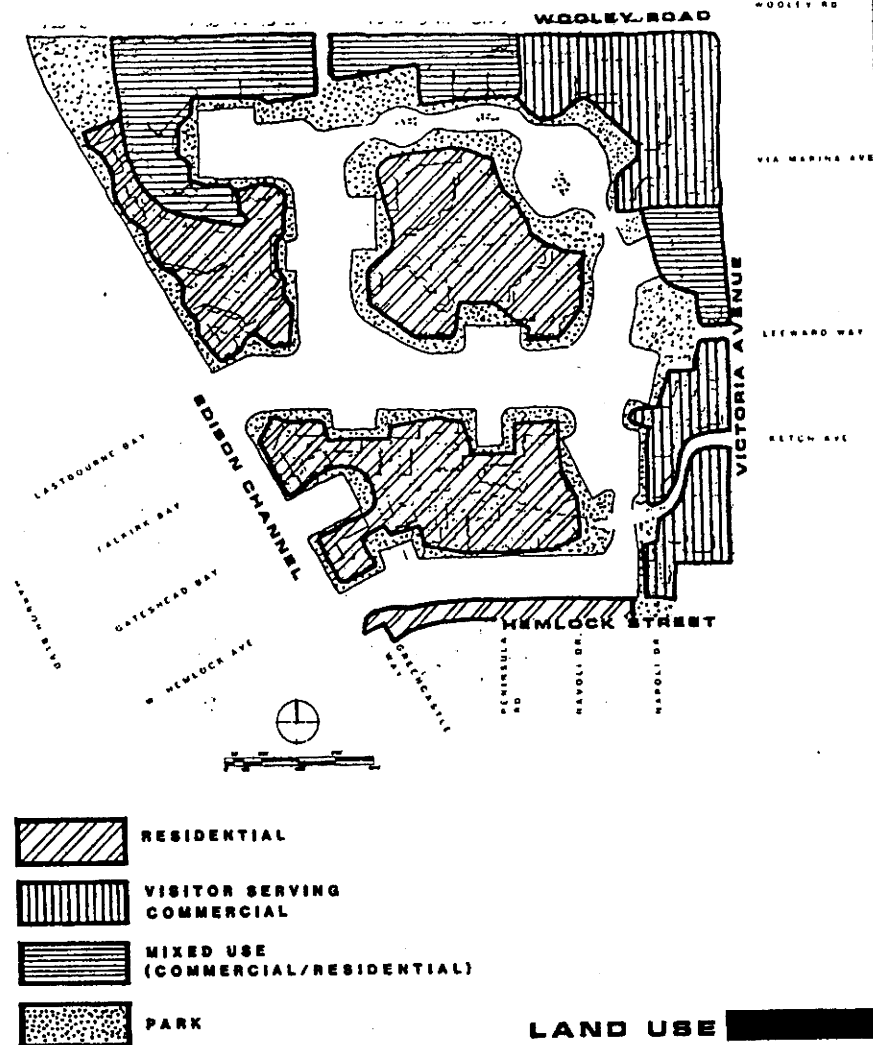 WOOLEY ROAD
WOOLEY RD
VIA MARINA AVE
VICTORIA AVENUE
LEEWARD WAY
KETCH AVE
EDISON CHANNEL
EASTBOURNE BAY
FALKIRK BAY
GATESHEAD BAY
W HEMLOCK AVE
HARBOR BLVD
HEMLOCK STREET
GREENCASTLE
WAY
PENINSULA
RD
NAPOLI DR
RESIDENTIAL
VISITOR SERVING
COMMERCIAL
MIXED USE
(COMMERCIAL/RESIDENTIAL)
PARK
LAND USE